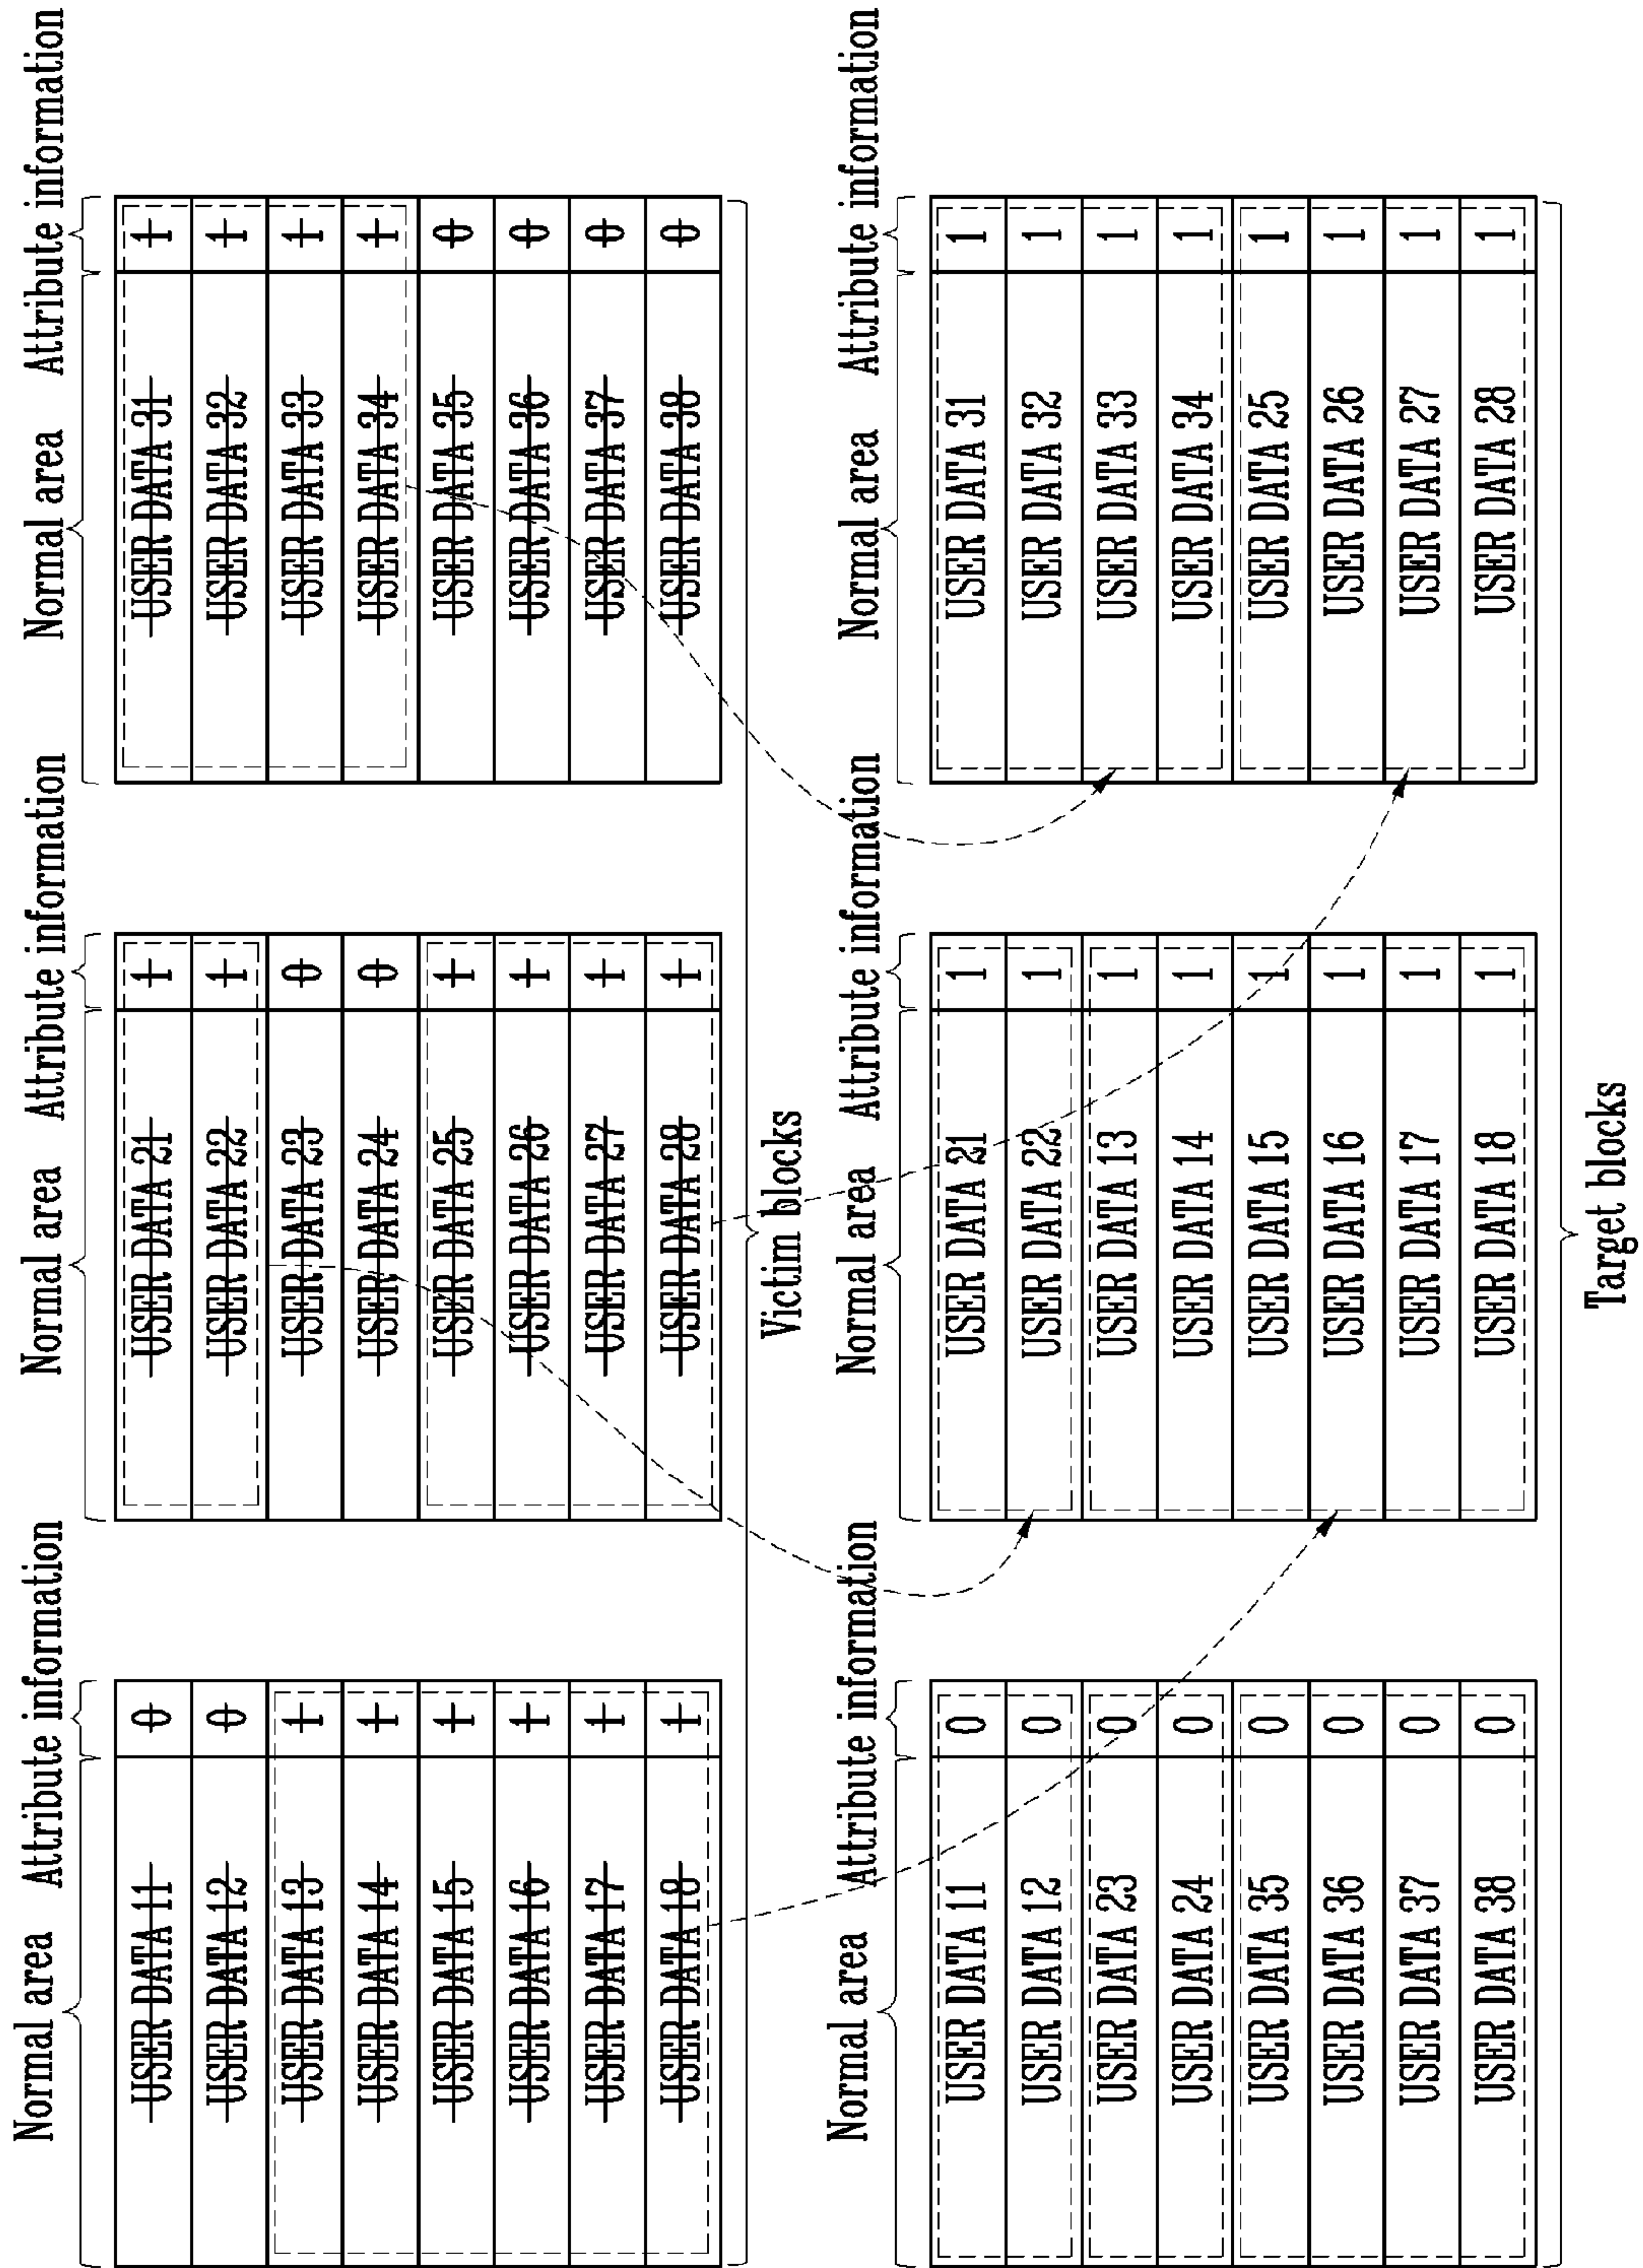 Normal area Attribute information
USER DATA 11 0
USER DATA 12 0
USER DATA 13 1
USER DATA 14 1
USER DATA 15 1
USER DATA 16 1
USER DATA 17 1
USER DATA 18 1
Normal area Attribute information
USER DATA 21 1
USER DATA 22 1
USER DATA 23 0
USER DATA 24 0
USER DATA 25 1
USER DATA 26 1
USER DATA 27 1
USER DATA 28 1
Normal area Attribute information
USER DATA 31 1
USER DATA 32 1
USER DATA 33 1
USER DATA 34 1
USER DATA 35 0
USER DATA 36 0
USER DATA 37 0
USER DATA 38 0
Victim blocks
Normal area Attribute information
USER DATA 11 0
USER DATA 12 0
USER DATA 23 0
USER DATA 24 0
USER DATA 35 0
USER DATA 36 0
USER DATA 37 0
USER DATA 38 0
Normal area Attribute information
USER DATA 21 1
USER DATA 22 1
USER DATA 13 1
USER DATA 14 1
USER DATA 15 1
USER DATA 16 1
USER DATA 17 1
USER DATA 18 1
Normal area Attribute information
USER DATA 31 1
USER DATA 32 1
USER DATA 33 1
USER DATA 34 1
USER DATA 25 1
USER DATA 26 1
USER DATA 27 1
USER DATA 28 1
Target blocks